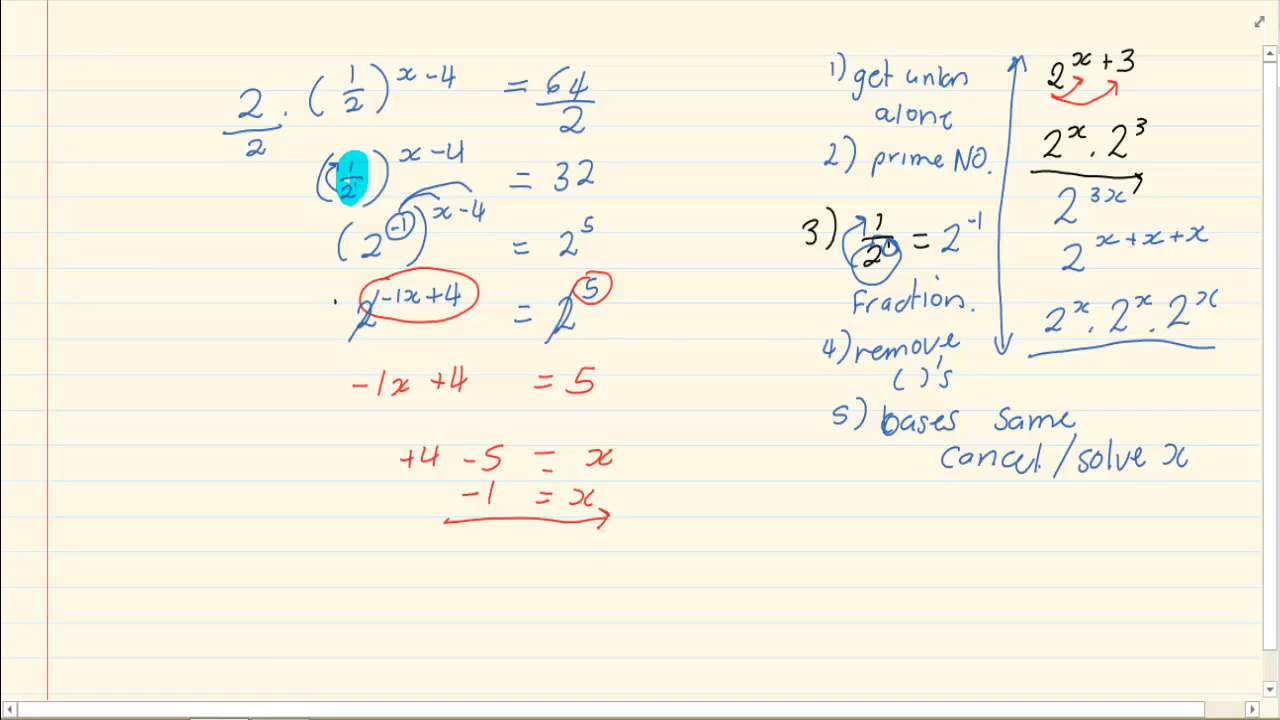 2/2 · (1/2)^(x-4) = 64/2
(1/2)^(x-4) = 32
(2^(-1))^(x-4) = 2^5
2^(-1x+4) = 2^5
-1x +4 = 5
+4 -5 = x
-1 = x
1) get unkn
alone
2) prime NO.
3) 1/2 = 2^-1
fraction.
4) remove
( )'s
5) bases same
cancel/solve x
2^(x+3)
2^x . 2^3
2^(3x)
2^(x+x+x)
2^x . 2^x . 2^x